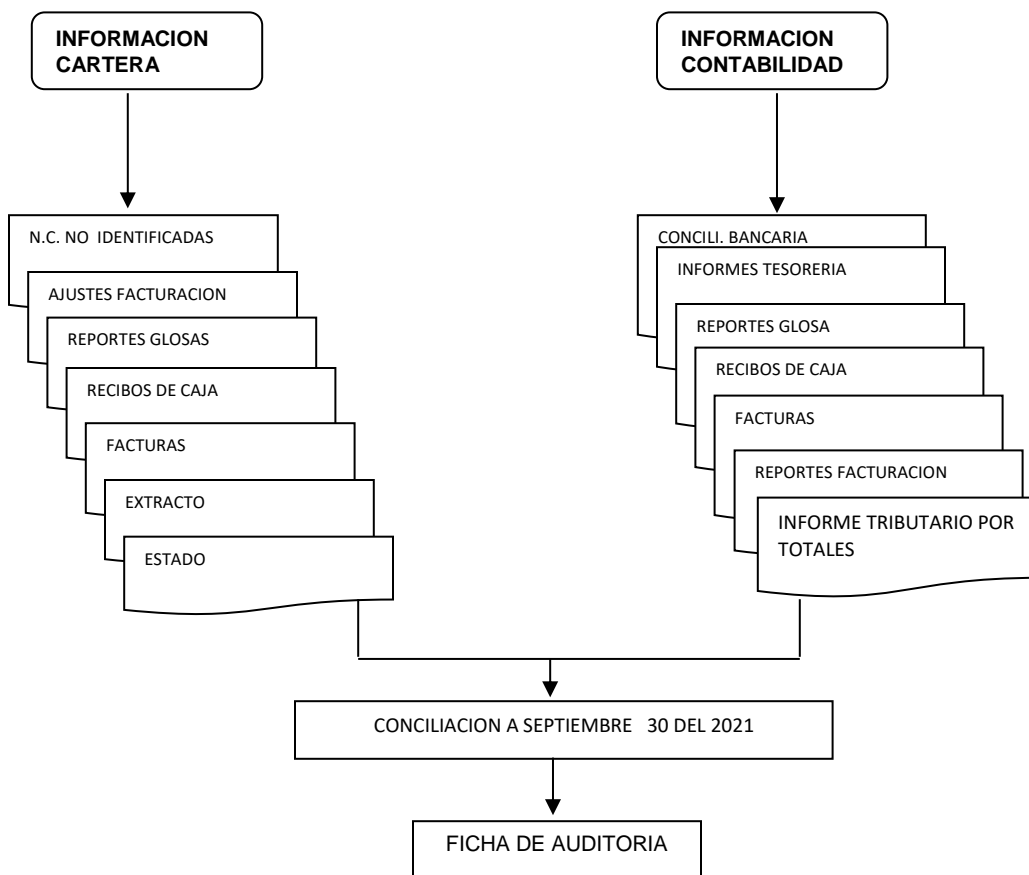 INFORMACION
CARTERA
N.C. NO IDENTIFICADAS
AJUSTES FACTURACION
REPORTES GLOSAS
RECIBOS DE CAJA
FACTURAS
EXTRACTO
ESTADO
INFORMACION
CONTABILIDAD
CONCILI. BANCARIA
INFORMES TESORERIA
REPORTES GLOSA
RECIBOS DE CAJA
FACTURAS
REPORTES FACTURACION
INFORME TRIBUTARIO POR
TOTALES
CONCILIACION A SEPTIEMBRE 30 DEL 2021
FICHA DE AUDITORIA